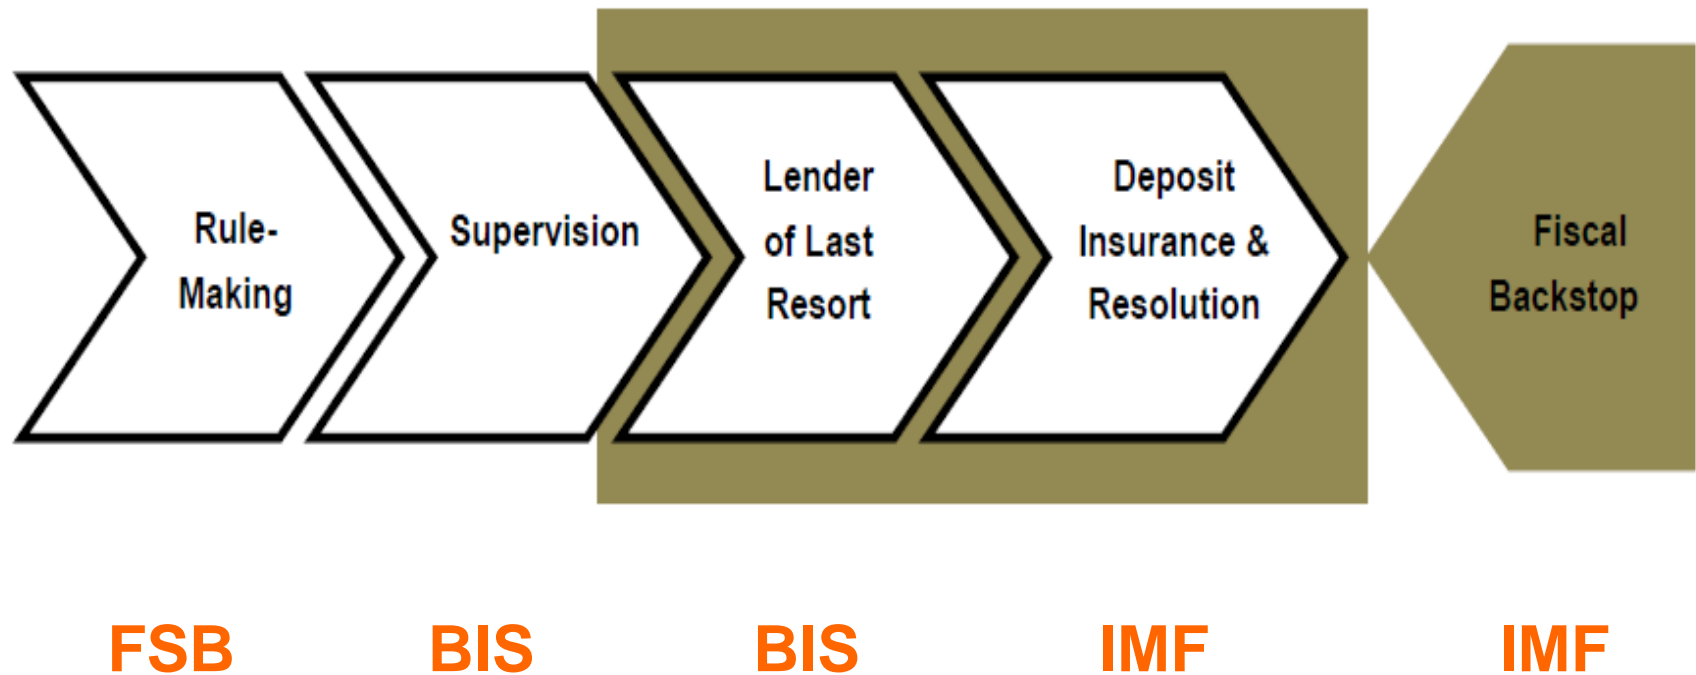 Rule-
Making
Supervision
Lender
of Last
Resort
Deposit
Insurance &
Resolution
Fiscal
Backstop
FSB
BIS
BIS
IMF
IMF